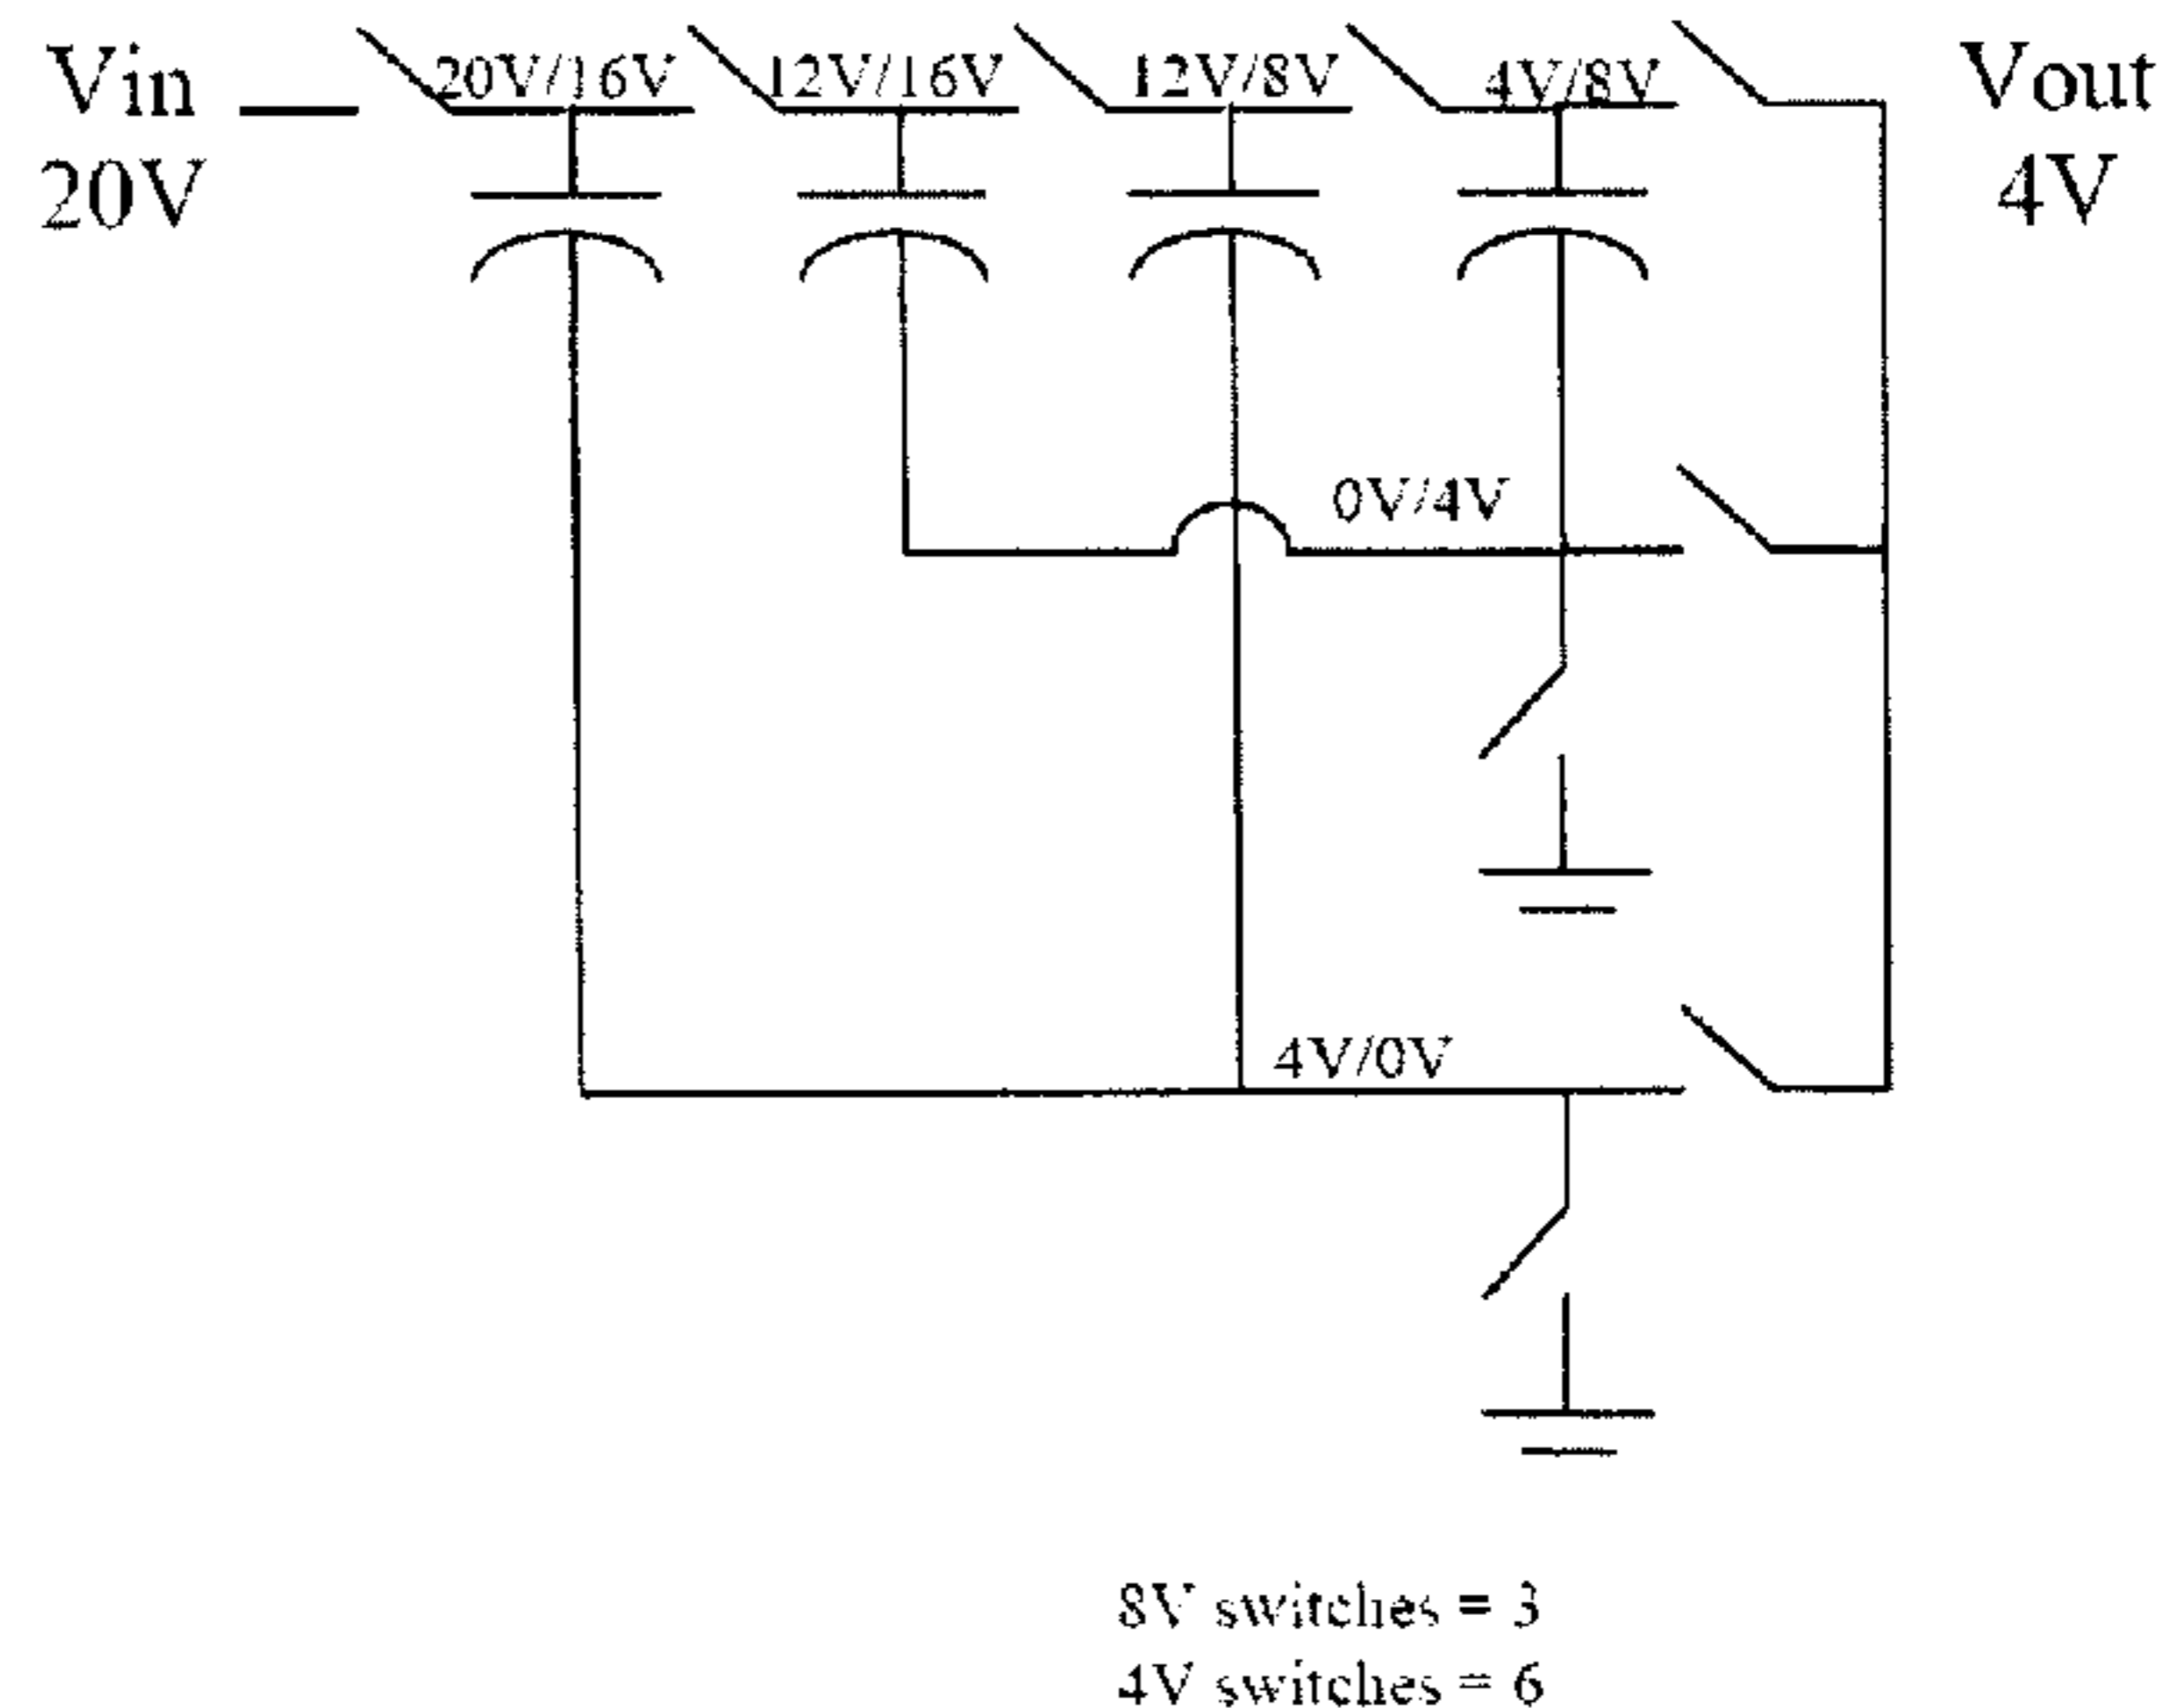 Vin
20V
20V/16V
12V/16V
12V/8V
4V/8V
Vout
4V
0V/4V
4V/0V
8V switches = 3
4V switches = 6